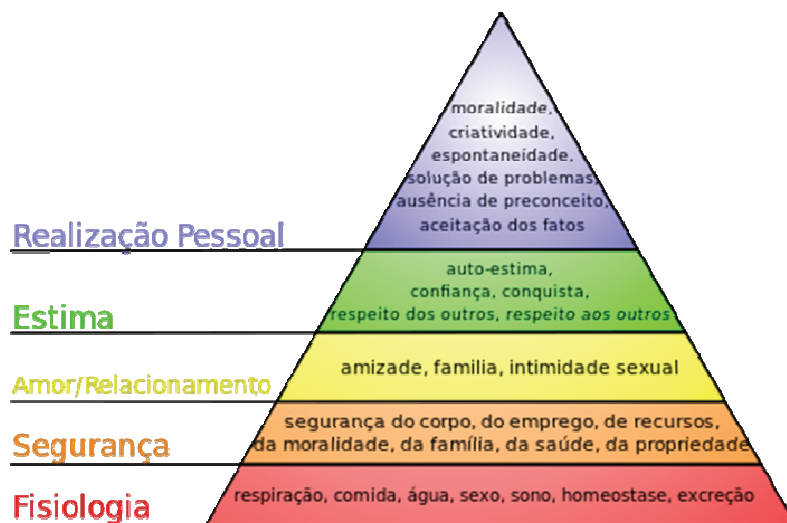 moralidade,
criatividade,
espontaneidade,
solução de problemas,
ausência de preconceito,
aceitação dos fatos
Realização Pessoal
auto-estima,
confiança, conquista,
respeito dos outros, respeito aos outros
Estima
amizade, familia, intimidade sexual
Amor/Relacionamento
segurança do corpo, do emprego, de recursos,
da moralidade, da família, da saúde, da propriedade
Segurança
respiração, comida, água, sexo, sono, homeostase, excreção
Fisiologia